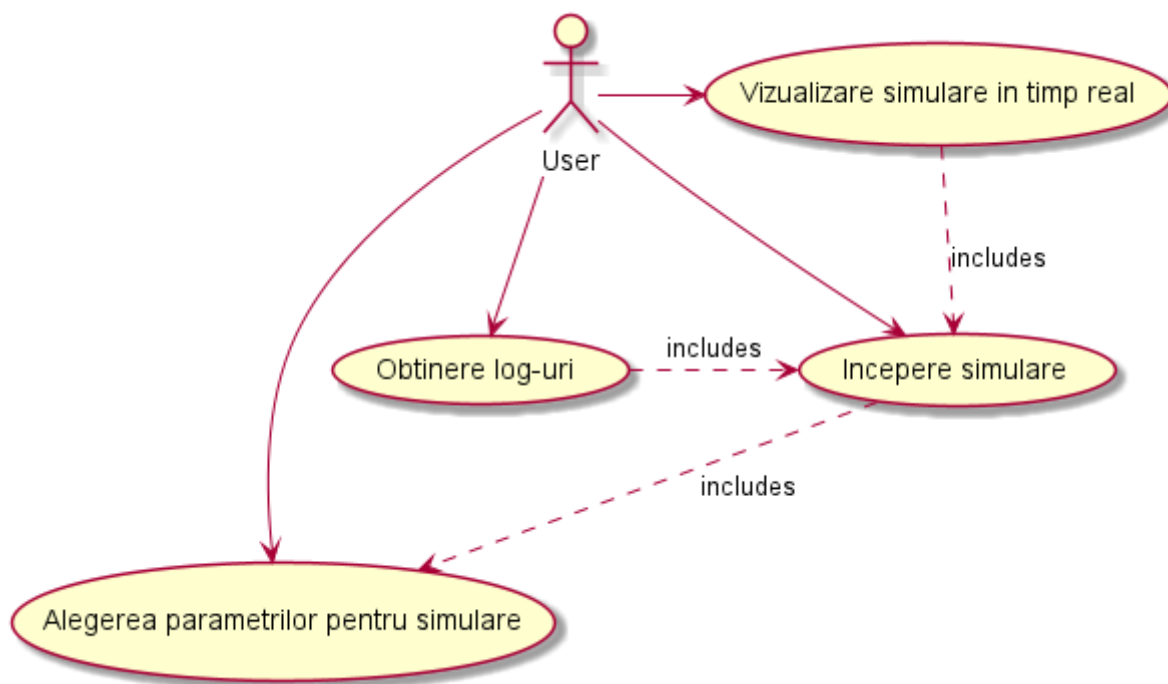 Vizualizare simulare in timp real
User
includes
Obtinere log-uri
includes
Incepere simulare
includes
Alegerea parametrilor pentru simulare